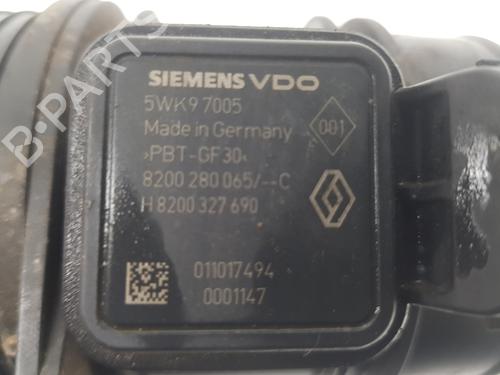 B-PARTS
SIEMENS VDO
5WK9 7005
Made in Germany
001
>PBT-GF30<
8200 280 065/--C
H 8200 327 690
011017494
0001147